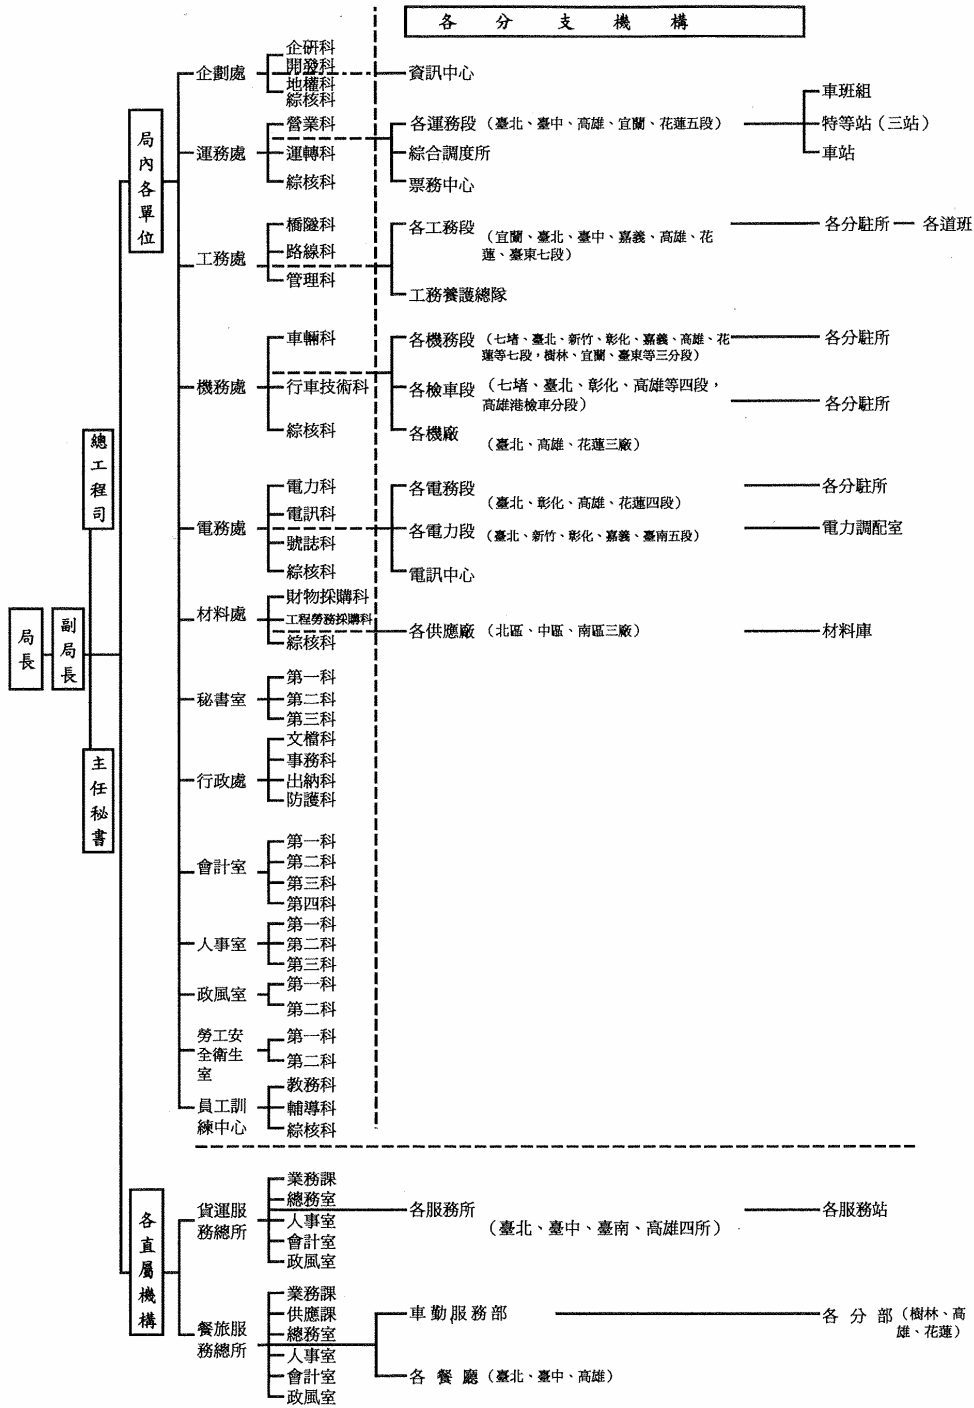 各分支機構
局長
副局長
總工程司
主任秘書
局內各單位
企劃處
企研科
開發科
地權科
綜核科
資訊中心
運務處
營業科
運轉科
綜核科
各運務段（臺北、臺中、高雄、宜蘭、花蓮五段）
綜合調度所
票務中心
車班組
特等站（三站）
車站
工務處
橋隧科
路線科
管理科
各工務段
（宜蘭、臺北、臺中、嘉義、高雄、花
蓮、臺東七段）
各分駐所
各道班
工務養護總隊
機務處
車輛科
行車技術科
綜核科
各機務段（七堵、臺北、新竹、彰化、嘉義、高雄、花
蓮等七段，樹林、宜蘭、臺東等三分段）
各分駐所
各檢車段（七堵、臺北、彰化、高雄等四段，
高雄港檢車分段）
各分駐所
各機廠
（臺北、高雄、花蓮三廠）
電務處
電力科
電訊科
號誌科
綜核科
各電務段
（臺北、彰化、高雄、花蓮四段）
各分駐所
各電力段（臺北、新竹、彰化、嘉義、臺南五段）
電力調配室
電訊中心
材料處
財物採購科
工程勞務採購科
綜核科
各供應廠（北區、中區、南區三廠）
材料庫
秘書室
第一科
第二科
第三科
行政處
文檔科
事務科
出納科
防護科
會計室
第一科
第二科
第三科
第四科
人事室
第一科
第二科
第三科
政風室
第一科
第二科
勞工安
全衛生
室
第一科
第二科
員工訓
練中心
教務科
輔導科
綜核科
各直屬機構
貨運服
務總所
業務課
總務室
人事室
會計室
政風室
各服務所
（臺北、臺中、臺南、高雄四所）
各服務站
餐旅服
務總所
業務課
供應課
總務室
人事室
會計室
政風室
車勤服務部
各分部（樹林、高
雄、花蓮）
各餐廳（臺北、臺中、高雄）